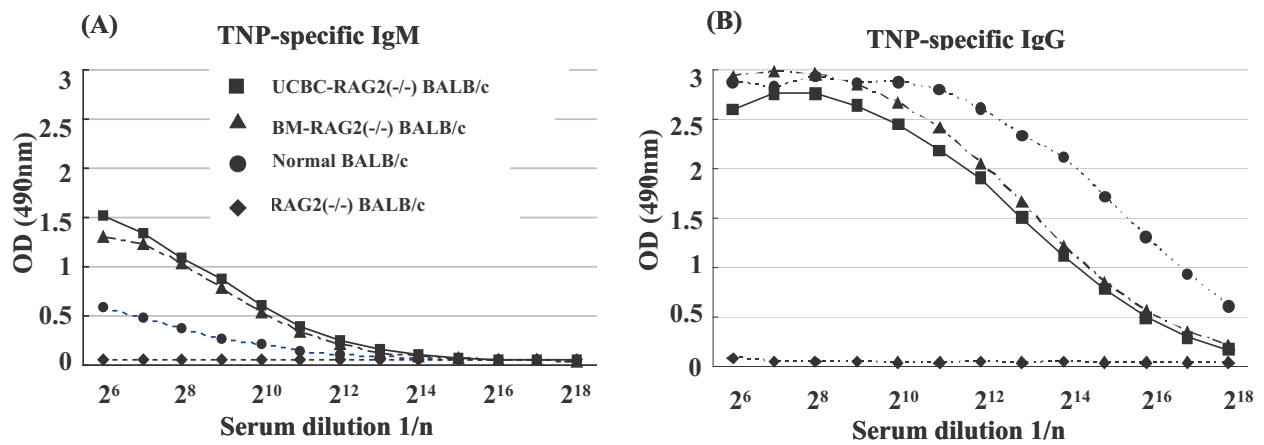 (A)
TNP-specific IgM
3
2.5
2
1.5
1
0.5
0
OD (490nm)
UCBC-RAG2(-/-) BALB/c
BM-RAG2(-/-) BALB/c
Normal BALB/c
RAG2(-/-) BALB/c
2⁶ 2⁸ 2¹⁰ 2¹² 2¹⁴ 2¹⁶ 2¹⁸
Serum dilution 1/n
(B)
TNP-specific IgG
3
2.5
2
1.5
1
0.5
0
OD (490nm)
2⁶ 2⁸ 2¹⁰ 2¹² 2¹⁴ 2¹⁶ 2¹⁸
Serum dilution 1/n